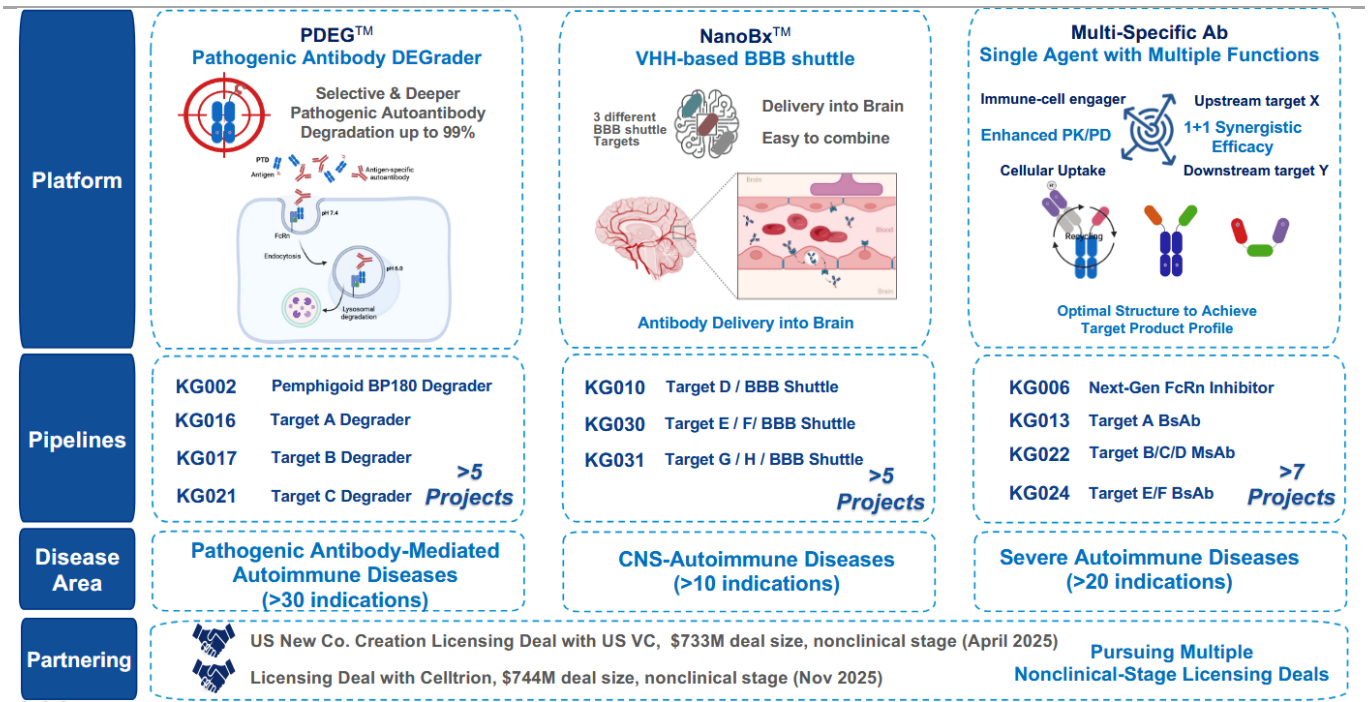 Platform
PDEG™
Pathogenic Antibody DEGrader
Selective & Deeper
Pathogenic Autoantibody
Degradation up to 99%
PTD
Antigen
Antigen-specific
autoantibody
pH 7.4
FcRn
Endocytosis
pH 6.0
Lysosomal
degradation
NanoBx™
VHH-based BBB shuttle
3 different
BBB shuttle
Targets
Delivery into Brain
Easy to combine
Brain
Blood
Brain
Antibody Delivery into Brain
Multi-Specific Ab
Single Agent with Multiple Functions
Immune-cell engager
Upstream target X
Enhanced PK/PD
1+1 Synergistic
Efficacy
Cellular Uptake
Downstream target Y
Recycling
Optimal Structure to Achieve
Target Product Profile
Pipelines
KG002 Pemphigoid BP180 Degrader
KG016 Target A Degrader
KG017 Target B Degrader
KG021 Target C Degrader
>5
Projects
KG010 Target D / BBB Shuttle
KG030 Target E / F/ BBB Shuttle
KG031 Target G / H / BBB Shuttle
>5
Projects
KG006 Next-Gen FcRn Inhibitor
KG013 Target A BsAb
KG022 Target B/C/D MsAb
KG024 Target E/F BsAb
>7
Projects
Disease
Area
Pathogenic Antibody-Mediated
Autoimmune Diseases
(>30 indications)
CNS-Autoimmune Diseases
(>10 indications)
Severe Autoimmune Diseases
(>20 indications)
Partnering
US New Co. Creation Licensing Deal with US VC, $733M deal size, nonclinical stage (April 2025)
Licensing Deal with Celltrion, $744M deal size, nonclinical stage (Nov 2025)
Pursuing Multiple
Nonclinical-Stage Licensing Deals